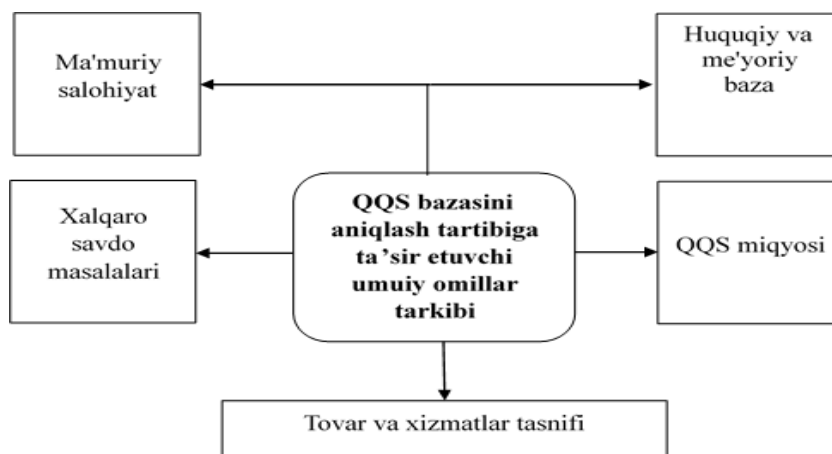 Ma'muriy
salohiyat
Huquqiy va
me'yoriy
baza
Xalqaro
savdo
masalalari
QQS bazasini
aniqlash tartibiga
ta’sir etuvchi
umuiy omillar
tarkibi
QQS miqyosi
Tovar va xizmatlar tasnifi